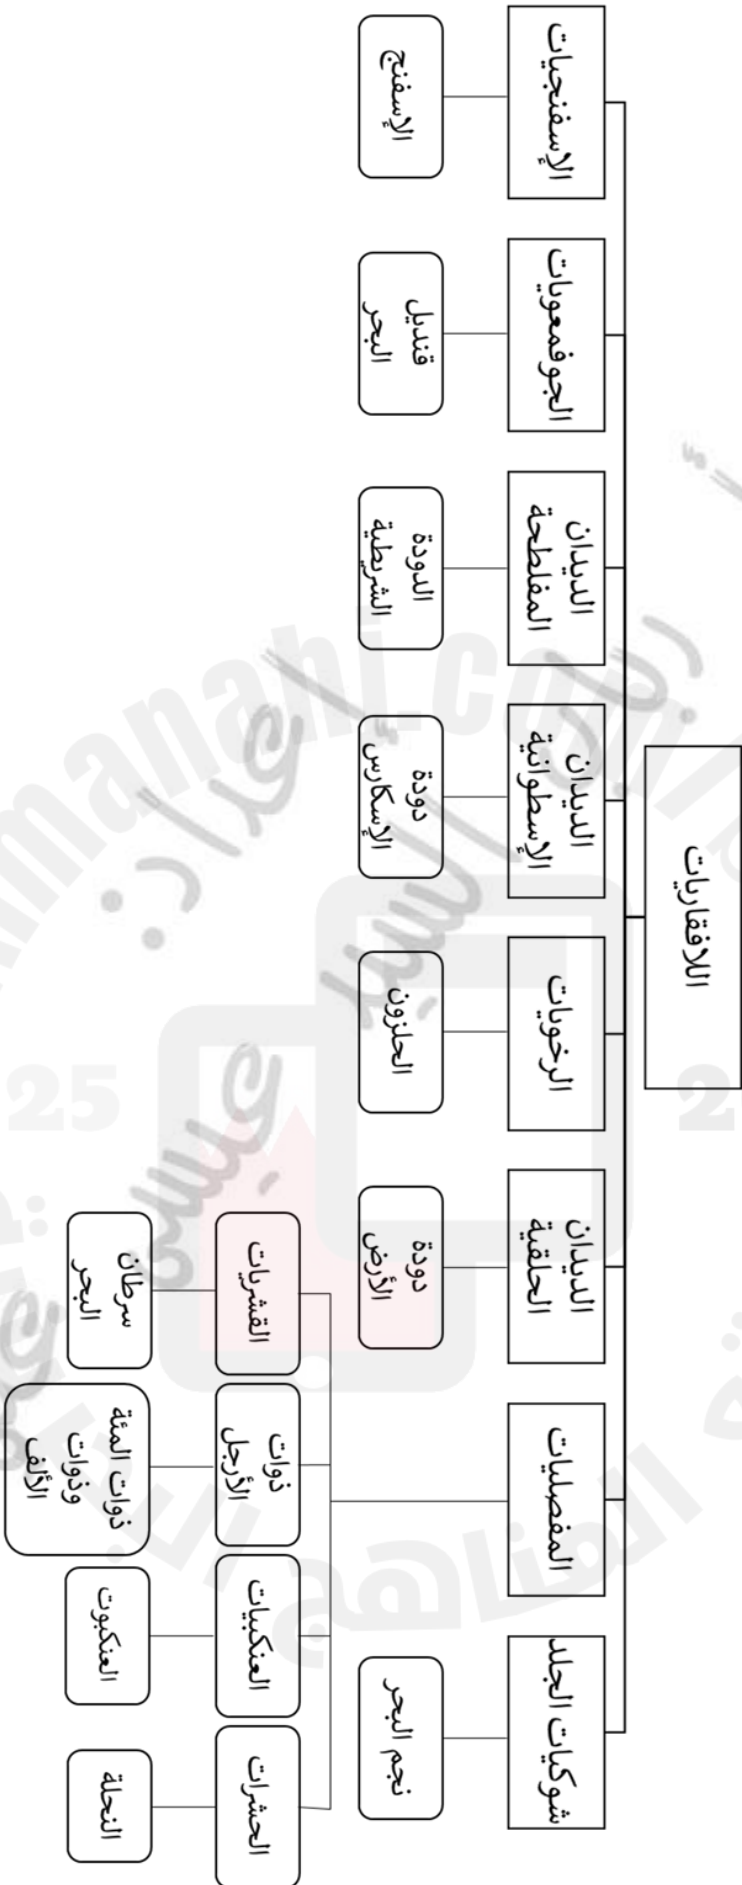 اللافقاريات
الإسفنجيات
الجوفمعويات
الديدان
المفلطحة
الديدان
الإسطوانية
الرخويات
الديدان
الحلقية
المفصليات
شوكيات الجلد
الإسفنج
قنديل
البحر
الدودة
الشريطية
دودة
الإسكارس
الحلزون
دودة
الأرض
نجم البحر
القشريات
ذوات
الأرجل
العنكبيات
الحشرات
سرطان
البحر
ذوات المئة
وذوات
الألف
العنكبوت
النحلة